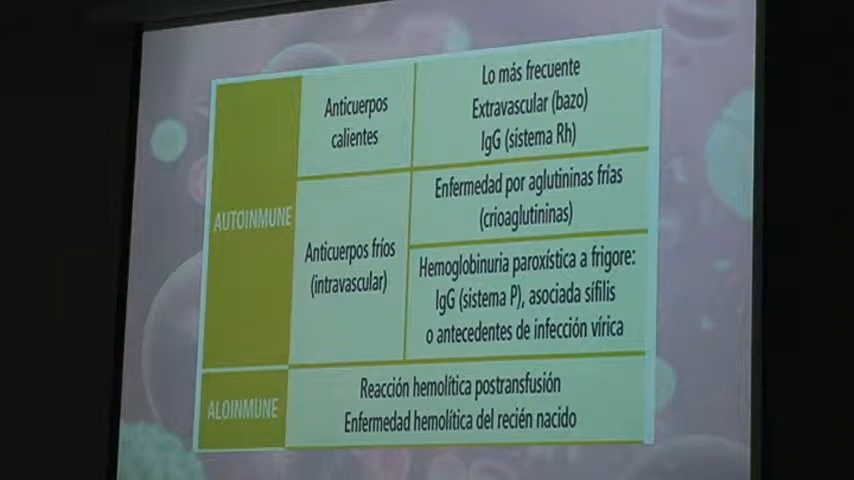 AUTOINMUNE
Anticuerpos
calientes
Lo más frecuente
Extravascular (bazo)
IgG (sistema Rh)
Anticuerpos fríos
(intravascular)
Enfermedad por aglutininas frías
(crioaglutininas)
Hemoglobinuria paroxística a frigore:
IgG (sistema P), asociada sífilis
o antecedentes de infección vírica
ALOINMUNE
Reacción hemolítica postransfusión
Enfermedad hemolítica del recién nacido